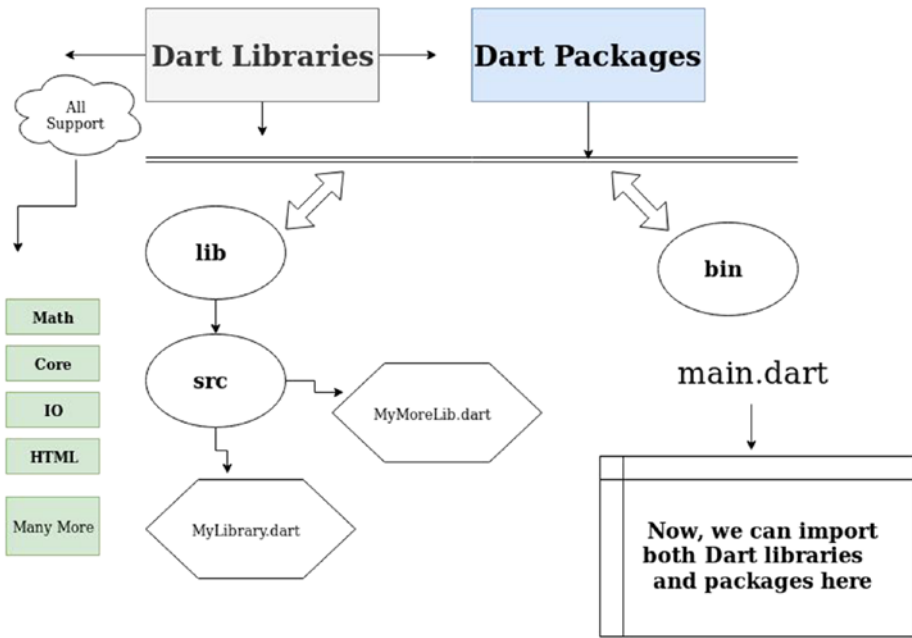 Dart Libraries
Dart Packages
All
Support
lib
bin
Math
Core
IO
HTML
Many More
src
MyMoreLib.dart
MyLibrary.dart
main.dart
Now, we can import
both Dart libraries
and packages here